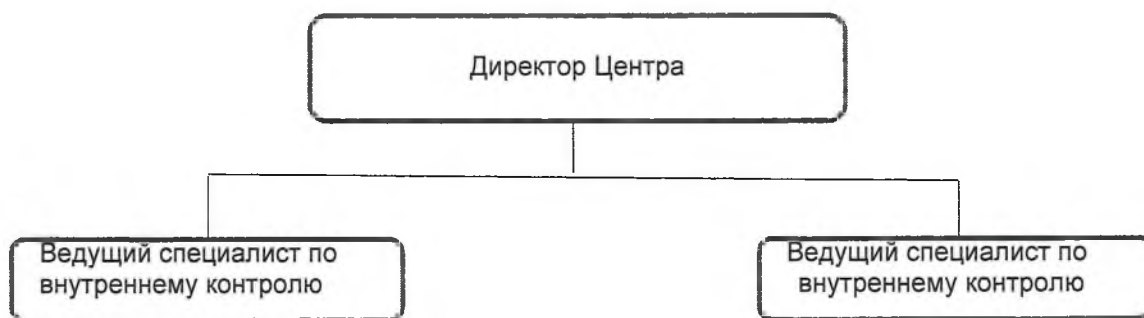 Директор Центра
Ведущий специалист по
внутреннему контролю
Ведущий специалист по
внутреннему контролю